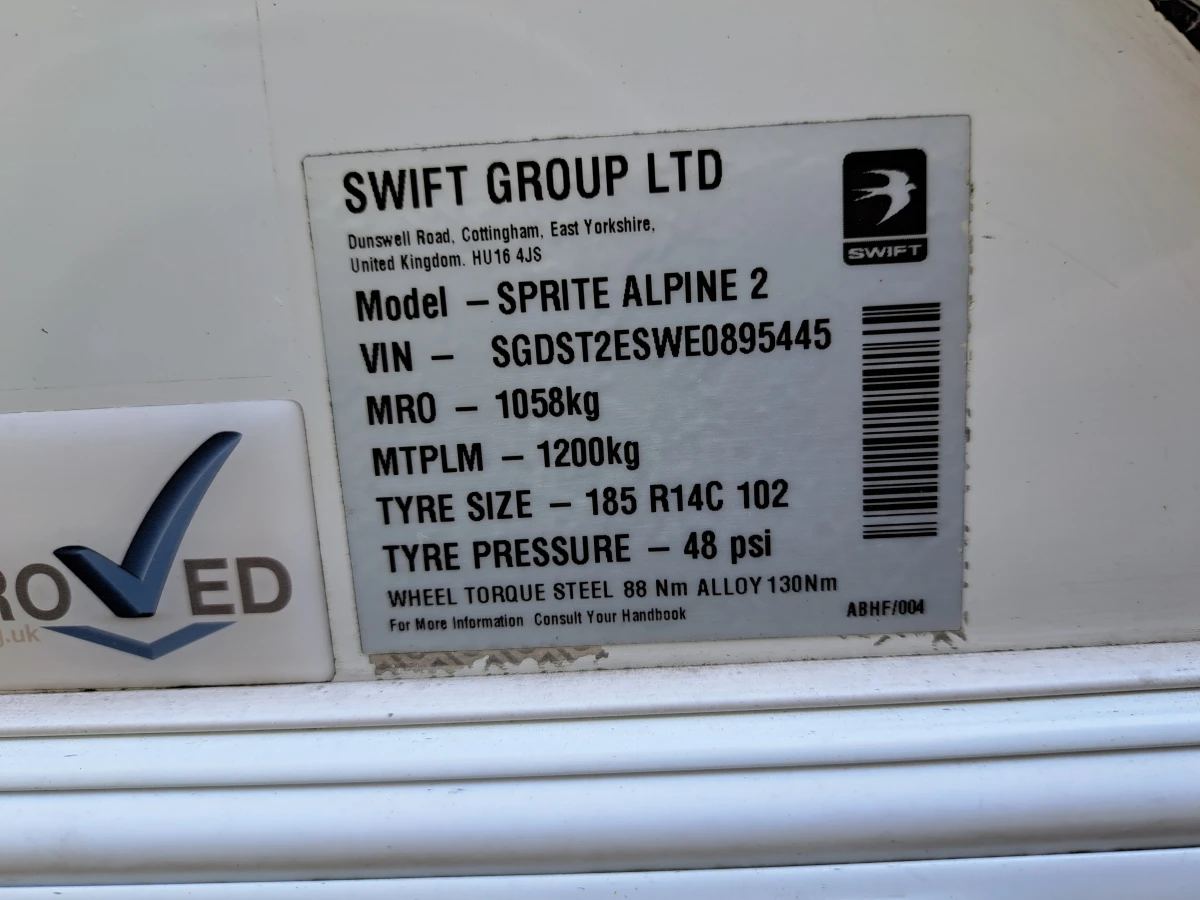 SWIFT GROUP LTD
Dunswell Road, Cottingham, East Yorkshire,
United Kingdom. HU16 4JS
SWIFT
Model – SPRITE ALPINE 2
VIN – SGDST2ESWE0895445
MRO – 1058kg
MTPLM – 1200kg
TYRE SIZE – 185 R14C 102
TYRE PRESSURE – 48 psi
WHEEL TORQUE STEEL 88 Nm ALLOY 130Nm
For More Information Consult Your Handbook
ABHF/004
ROVED
g.uk